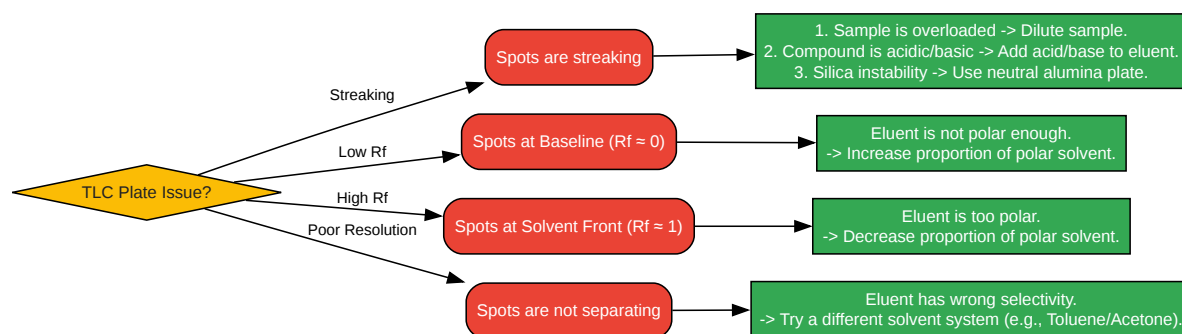 TLC Plate Issue?
Streaking
Low Rf
High Rf
Poor Resolution
Spots are streaking
Spots at Baseline (Rf ≈ 0)
Spots at Solvent Front (Rf ≈ 1)
Spots are not separating
1. Sample is overloaded -> Dilute sample.
2. Compound is acidic/basic -> Add acid/base to eluent.
3. Silica instability -> Use neutral alumina plate.
Eluent is not polar enough.
-> Increase proportion of polar solvent.
Eluent is too polar.
-> Decrease proportion of polar solvent.
Eluent has wrong selectivity.
-> Try a different solvent system (e.g., Toluene/Acetone).